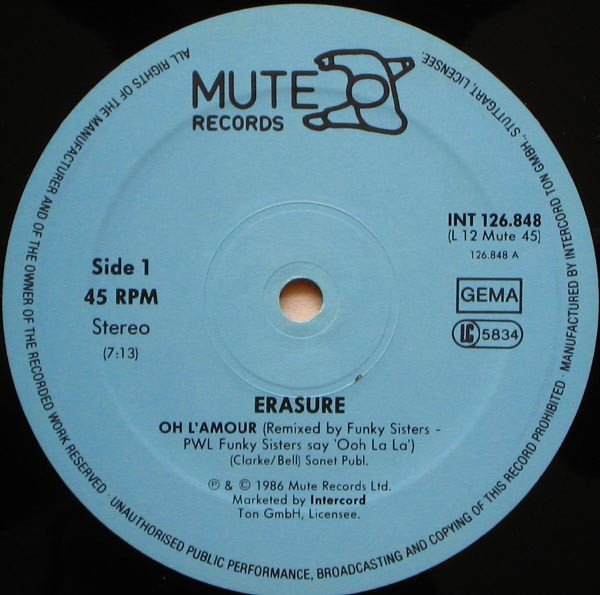 MUTE
RECORDS
Side 1
45 RPM
Stereo
(7:13)
INT 126.848
(L 12 Mute 45)
126.848 A
GEMA
LC 5834
ERASURE
OH L'AMOUR (Remixed by Funky Sisters -
PWL Funky Sisters say 'Ooh La La')
(Clarke/Bell) Sonet Publ.
℗ & © 1986 Mute Records Ltd.
Marketed by Intercord
Ton GmbH, Licensee.
ALL RIGHTS OF THE MANUFACTURER AND OF THE OWNER OF THE RECORDED WORK RESERVED · UNAUTHORISED PUBLIC PERFORMANCE, BROADCASTING AND COPYING OF THIS RECORD PROHIBITED · MANUFACTURED BY INTERCORD TON GMBH, STUTTGART, LICENSEE.